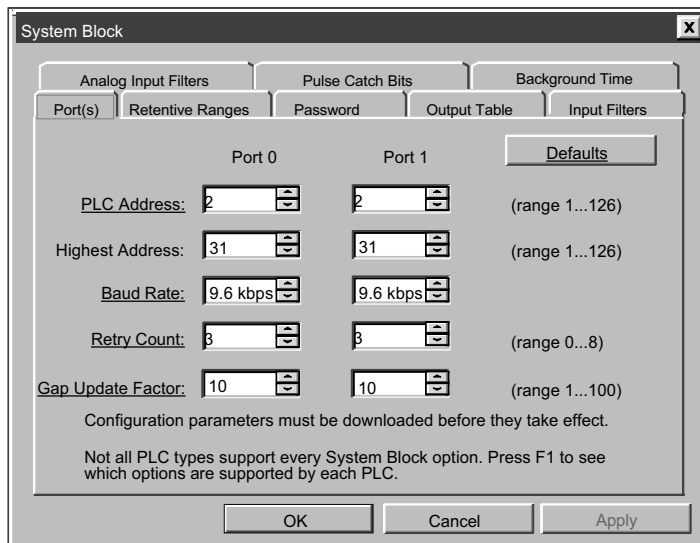 System Block
X
Analog Input Filters Pulse Catch Bits Background Time
Port(s) Retentive Ranges Password Output Table Input Filters
Port 0 Port 1 Defaults
PLC Address: 2 2 (range 1...126)
Highest Address: 31 31 (range 1...126)
Baud Rate: 9.6 kbps 9.6 kbps
Retry Count: 3 3 (range 0...8)
Gap Update Factor: 10 10 (range 1...100)
Configuration parameters must be downloaded before they take effect.
Not all PLC types support every System Block option. Press F1 to see
which options are supported by each PLC.
OK Cancel Apply